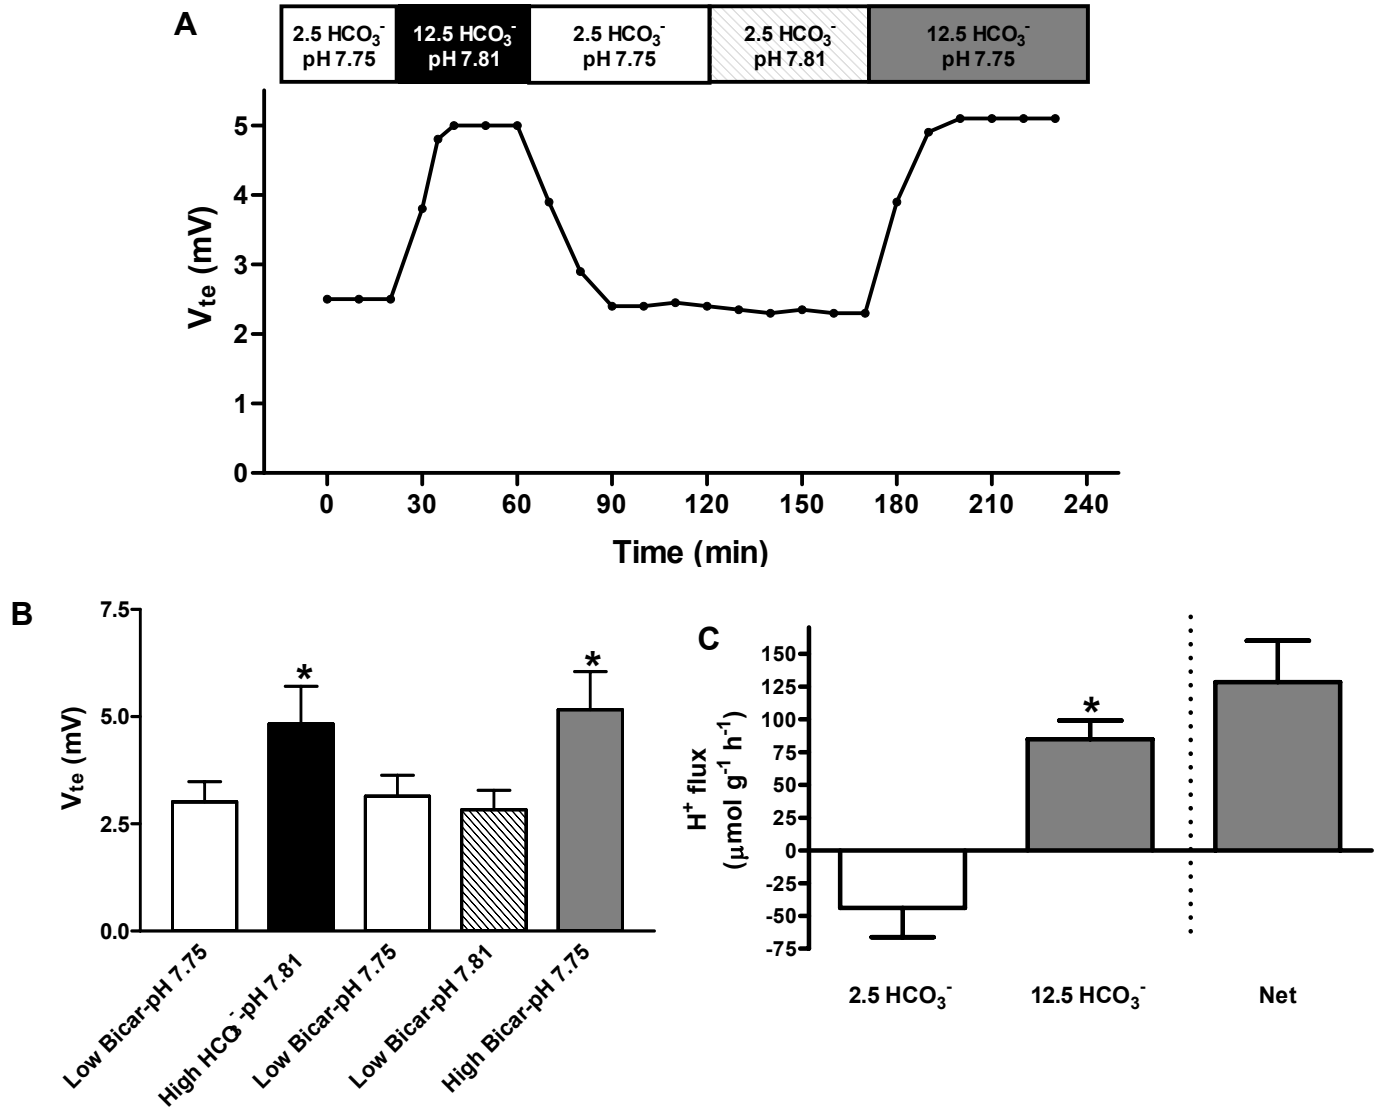 A
2.5 HCO3-
pH 7.75
12.5 HCO3-
pH 7.81
2.5 HCO3-
pH 7.75
2.5 HCO3-
pH 7.81
12.5 HCO3-
pH 7.75
5
4
3
2
1
0
Vte (mV)
0 30 60 90 120 150 180 210 240
Time (min)
B
7.5
5.0
2.5
0.0
Vte (mV)
*
*
Low Bicar-pH 7.75
High HCO3- -pH 7.81
Low Bicar-pH 7.75
Low Bicar-pH 7.81
High Bicar-pH 7.75
C
150
125
100
75
50
25
0
-25
-50
-75
H+ flux
(μmol g-1 h-1)
*
2.5 HCO3-
12.5 HCO3-
Net